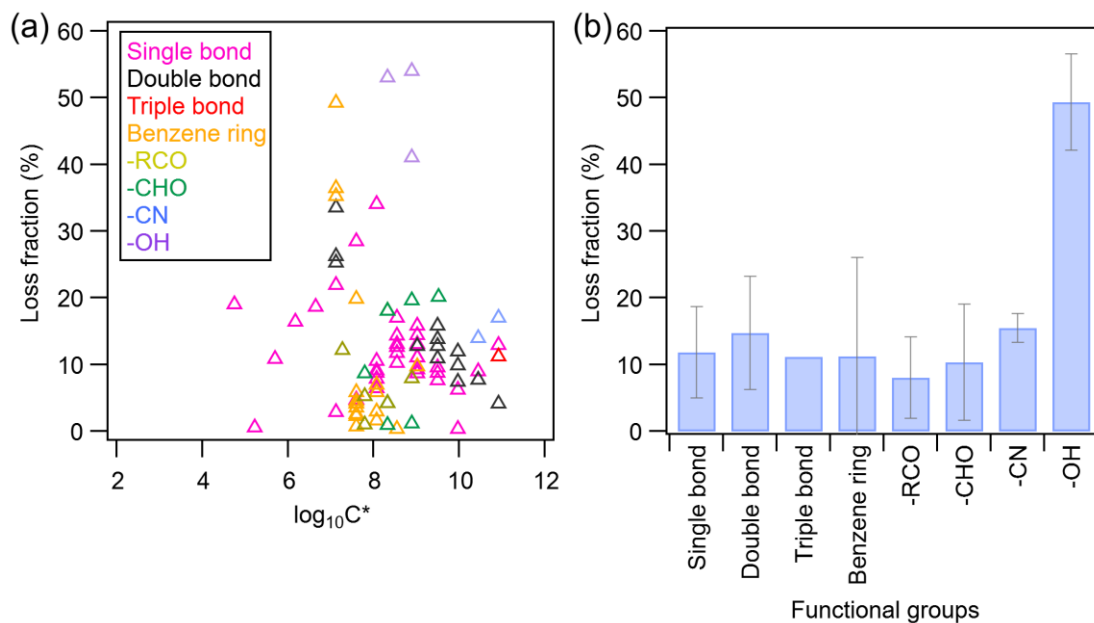 (a)
Loss fraction (%)
60
50
40
30
20
10
0
Single bond
Double bond
Triple bond
Benzene ring
-RCO
-CHO
-CN
-OH
2 4 6 8 10 12
log₁₀C*
(b)
Loss fraction (%)
60
50
40
30
20
10
0
Single bond
Double bond
Triple bond
Benzene ring
-RCO
-CHO
-CN
-OH
Functional groups